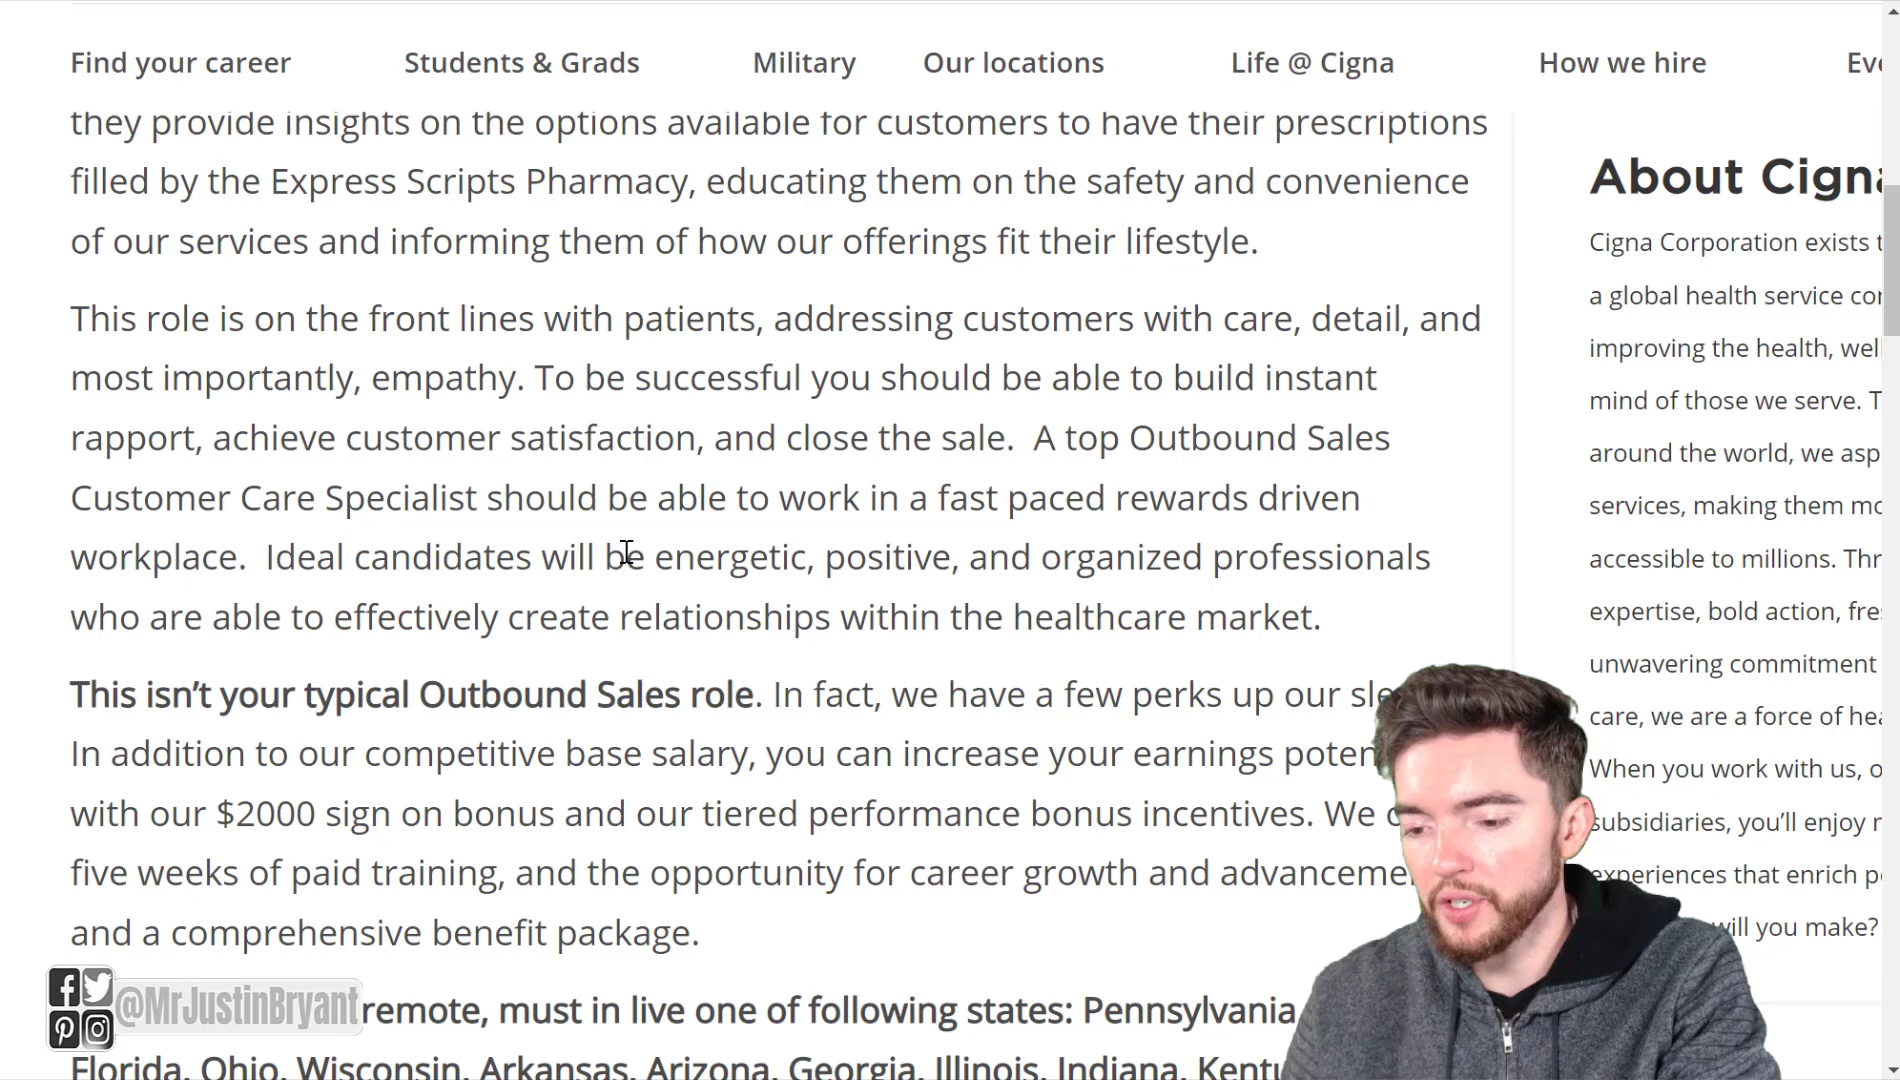 Find your career Students & Grads Military Our locations Life @ Cigna How we hire
they provide insights on the options available for customers to have their prescriptions
filled by the Express Scripts Pharmacy, educating them on the safety and convenience
of our services and informing them of how our offerings fit their lifestyle.
This role is on the front lines with patients, addressing customers with care, detail, and
most importantly, empathy. To be successful you should be able to build instant
rapport, achieve customer satisfaction, and close the sale.  A top Outbound Sales
Customer Care Specialist should be able to work in a fast paced rewards driven
workplace.  Ideal candidates will be energetic, positive, and organized professionals
who are able to effectively create relationships within the healthcare market.
This isn’t your typical Outbound Sales role. In fact, we have a few perks up our
In addition to our competitive base salary, you can increase your earnings
with our $2000 sign on bonus and our tiered performance bonus incentives. We
five weeks of paid training, and the opportunity for career growth and
and a comprehensive benefit package.
remote, must in live one of following states: Pennsylvania
Florida, Ohio, Wisconsin, Arkansas, Arizona, Georgia, Illinois, Indiana,
About
Cigna Corporation exists
a global health service
improving the health,
mind of those we serve.
around the world, we
services, making them
accessible to millions.
expertise, bold action,
unwavering commitment
care, we are a force of
When you work with us,
subsidiaries, you’ll enjoy
experiences that enrich
will you make?
@MrJustinBryant